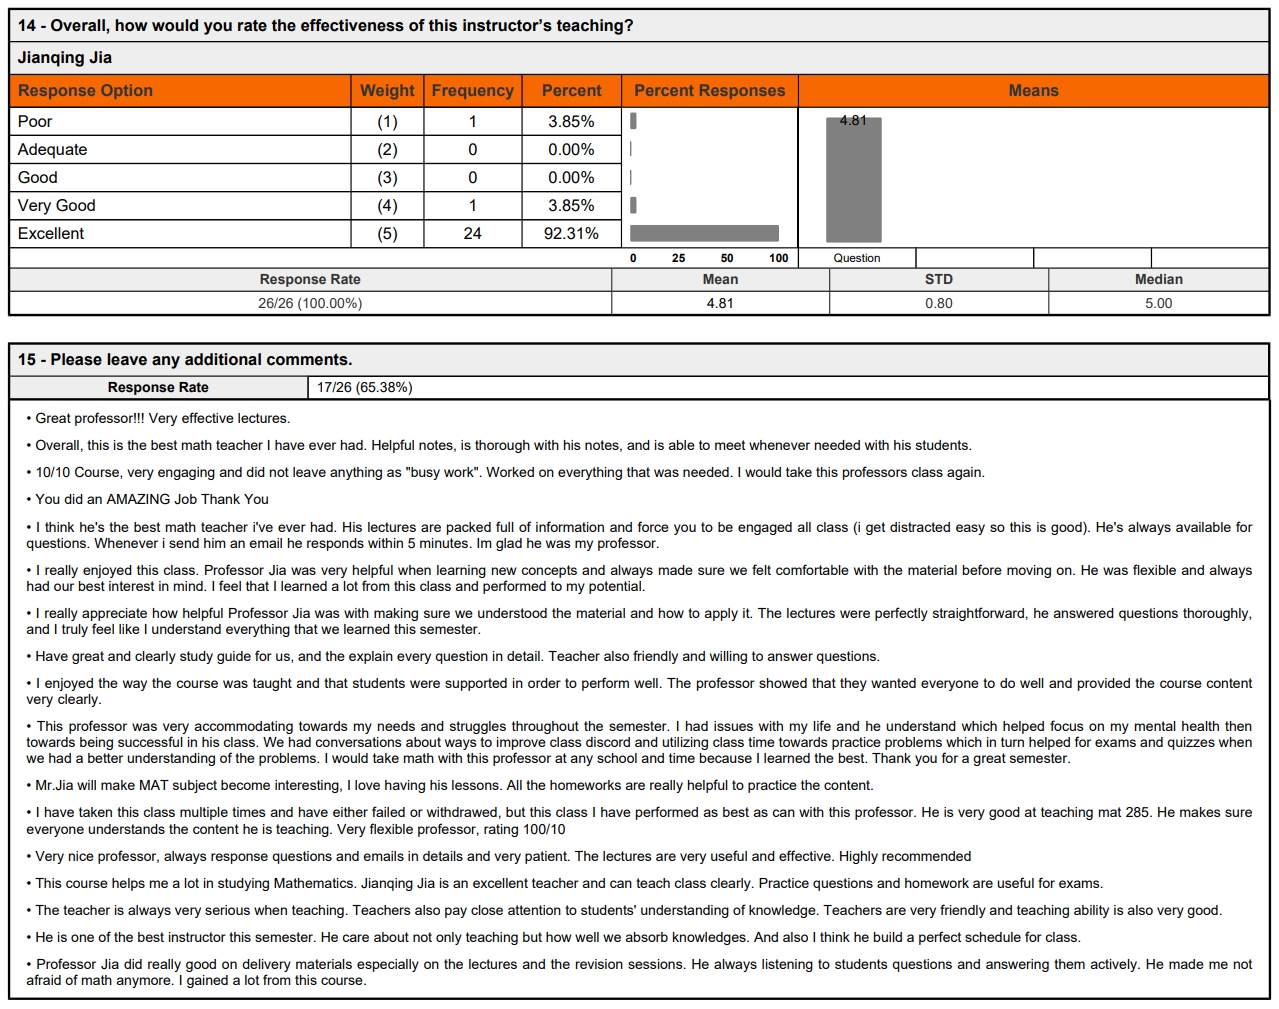 14 - Overall, how would you rate the effectiveness of this instructor's teaching?
Jianqing Jia
Response Option Weight Frequency Percent Percent Responses Means
Poor (1) 1 3.85% 4.81
Adequate (2) 0 0.00%
Good (3) 0 0.00%
Very Good (4) 1 3.85%
Excellent (5) 24 92.31%
0 25 50 100 Question
Response Rate Mean STD Median
26/26 (100.00%) 4.81 0.80 5.00
15 - Please leave any additional comments.
Response Rate 17/26 (65.38%)
• Great professor!!! Very effective lectures.
• Overall, this is the best math teacher I have ever had. Helpful notes, is thorough with his notes, and is able to meet whenever needed with his students.
• 10/10 Course, very engaging and did not leave anything as "busy work". Worked on everything that was needed. I would take this professors class again.
• You did an AMAZING Job Thank You
• I think he's the best math teacher i've ever had. His lectures are packed full of information and force you to be engaged all class (i get distracted easy so this is good). He's always available for
questions. Whenever i send him an email he responds within 5 minutes. Im glad he was my professor.
• I really enjoyed this class. Professor Jia was very helpful when learning new concepts and always made sure we felt comfortable with the material before moving on. He was flexible and always
had our best interest in mind. I feel that I learned a lot from this class and performed to my potential.
• I really appreciate how helpful Professor Jia was with making sure we understood the material and how to apply it. The lectures were perfectly straightforward, he answered questions thoroughly,
and I truly feel like I understand everything that we learned this semester.
• Have great and clearly study guide for us, and the explain every question in detail. Teacher also friendly and willing to answer questions.
• I enjoyed the way the course was taught and that students were supported in order to perform well. The professor showed that they wanted everyone to do well and provided the course content
very clearly.
• This professor was very accommodating towards my needs and struggles throughout the semester. I had issues with my life and he understand which helped focus on my mental health then
towards being successful in his class. We had conversations about ways to improve class discord and utilizing class time towards practice problems which in turn helped for exams and quizzes when
we had a better understanding of the problems. I would take math with this professor at any school and time because I learned the best. Thank you for a great semester.
• Mr.Jia will make MAT subject become interesting, I love having his lessons. All the homeworks are really helpful to practice the content.
• I have taken this class multiple times and have either failed or withdrawed, but this class I have performed as best as can with this professor. He is very good at teaching mat 285. He makes sure
everyone understands the content he is teaching. Very flexible professor, rating 100/10
• Very nice professor, always response questions and emails in details and very patient. The lectures are very useful and effective. Highly recommended
• This course helps me a lot in studying Mathematics. Jianqing Jia is an excellent teacher and can teach class clearly. Practice questions and homework are useful for exams.
• The teacher is always very serious when teaching. Teachers also pay close attention to students' understanding of knowledge. Teachers are very friendly and teaching ability is also very good.
• He is one of the best instructor this semester. He care about not only teaching but how well we absorb knowledges. And also I think he build a perfect schedule for class.
• Professor Jia did really good on delivery materials especially on the lectures and the revision sessions. He always listening to students questions and answering them actively. He made me not
afraid of math anymore. I gained a lot from this course.